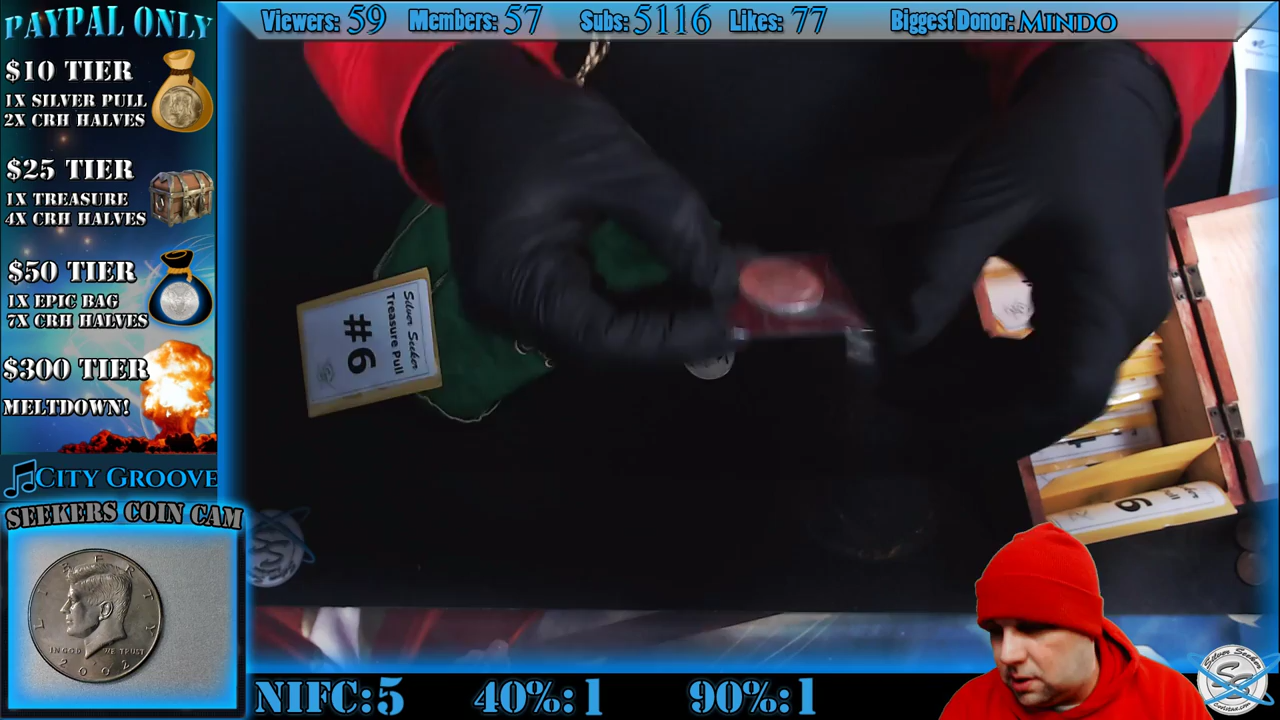 Viewers: 59 Members: 57 Subs: 5116 Likes: 77 Biggest Donor: MINDO
PAYPAL ONLY
$10 TIER
1X SILVER PULL
2X CRH HALVES
$25 TIER
1X TREASURE
4X CRH HALVES
$50 TIER
1X EPIC BAG
7X CRH HALVES
$300 TIER
MELTDOWN!
CITY GROOVE
SEEKERS COIN CAM
LIBERTY
IN GOD WE TRUST
2002
Silver Seeker
Treasure Pull
#6
9
Silver Seeker
NIFC:5 40%:1 90%:1